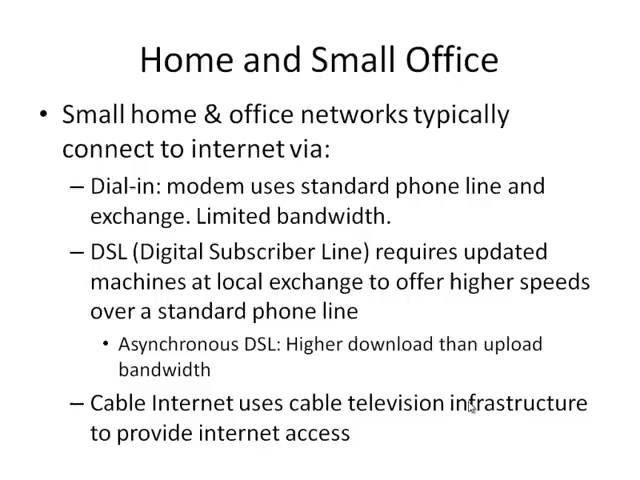 Home and Small Office
• Small home & office networks typically
connect to internet via:
– Dial-in: modem uses standard phone line and
exchange. Limited bandwidth.
– DSL (Digital Subscriber Line) requires updated
machines at local exchange to offer higher speeds
over a standard phone line
• Asynchronous DSL: Higher download than upload
bandwidth
– Cable Internet uses cable television infrastructure
to provide internet access